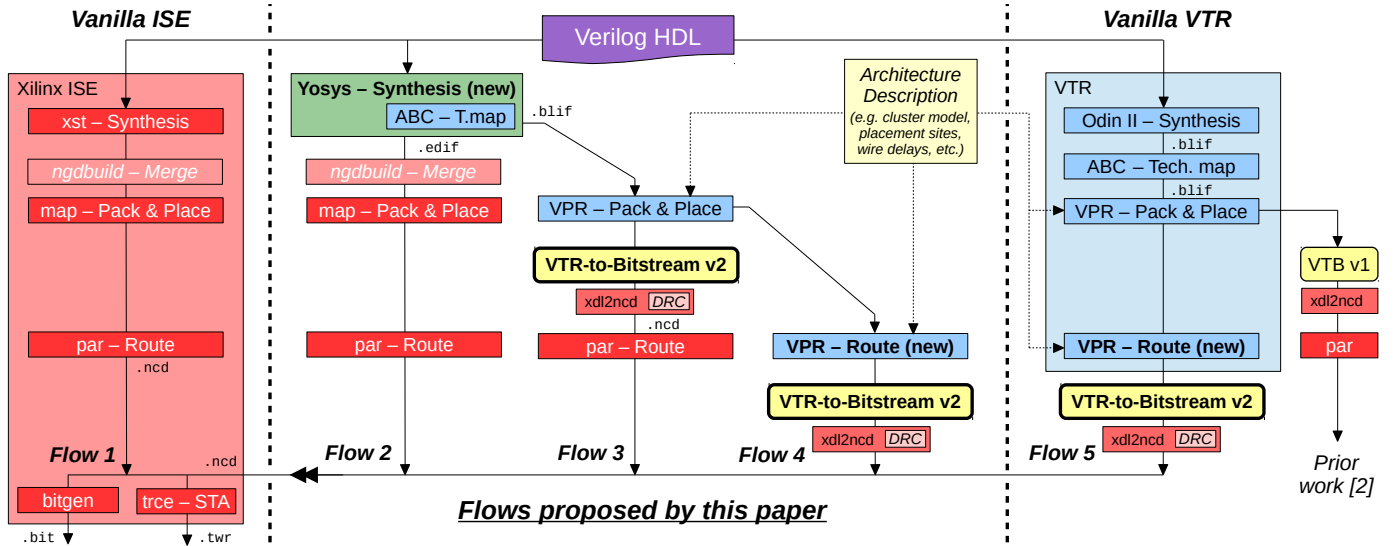 Vanilla ISE
Vanilla VTR
Verilog HDL
Xilinx ISE
xst – Synthesis
ngdbuild – Merge
map – Pack & Place
par – Route
.ncd
Flow 1
.ncd
bitgen
trce – STA
.bit
.twr
Yosys – Synthesis (new)
ABC – T.map
.blif
.edif
ngdbuild – Merge
map – Pack & Place
par – Route
Flow 2
VPR – Pack & Place
VTR-to-Bitstream v2
xdl2ncd
DRC
.ncd
par – Route
Flow 3
Architecture
Description
(e.g. cluster model,
placement sites,
wire delays, etc.)
VPR – Route (new)
VTR-to-Bitstream v2
xdl2ncd
DRC
Flow 4
Flows proposed by this paper
VTR
Odin II – Synthesis
.blif
ABC – Tech. map
.blif
VPR – Pack & Place
VPR – Route (new)
VTR-to-Bitstream v2
xdl2ncd
DRC
Flow 5
VTB v1
xdl2ncd
par
Prior
work [2]